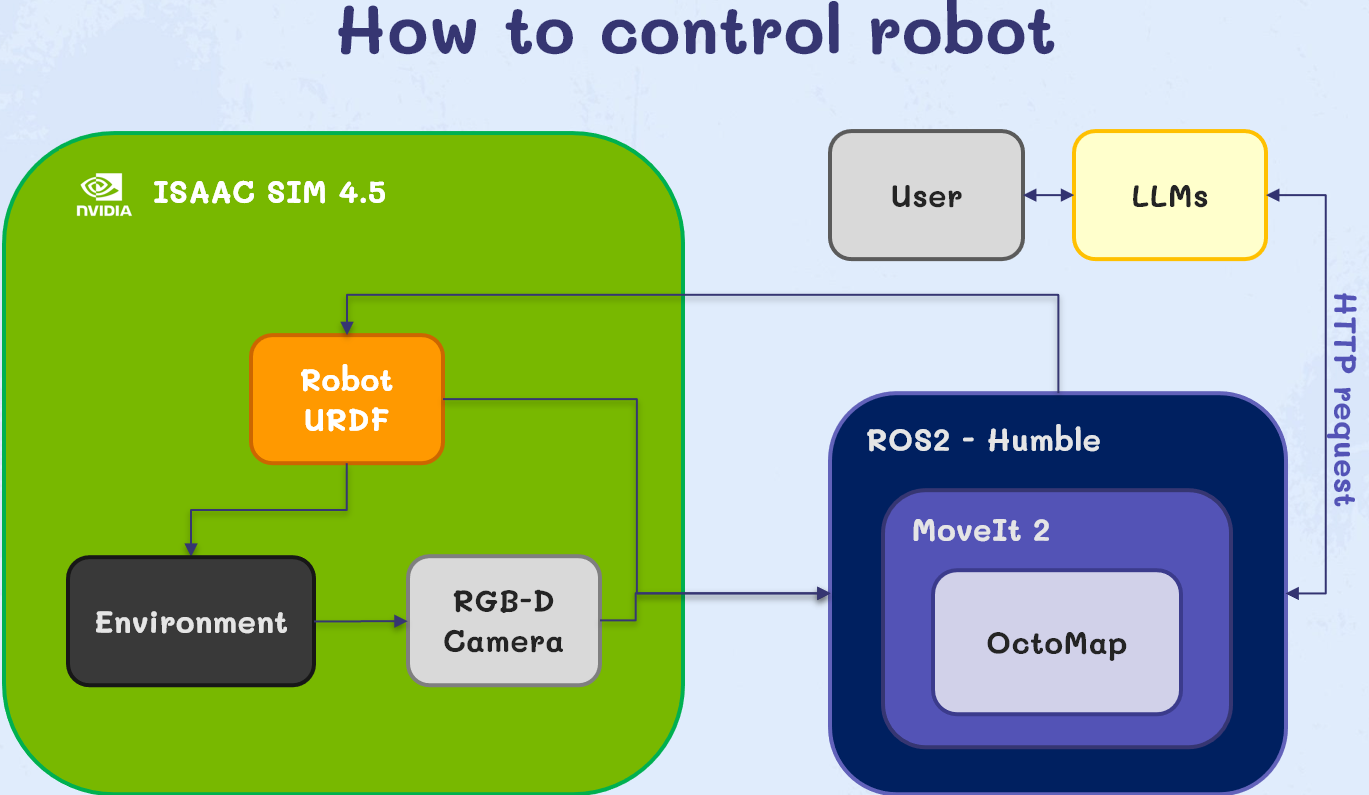 How to control robot
NVIDIA
ISAAC SIM 4.5
User
LLMs
HTTP request
Robot
URDF
ROS2 - Humble
MoveIt 2
OctoMap
Environment
RGB-D
Camera